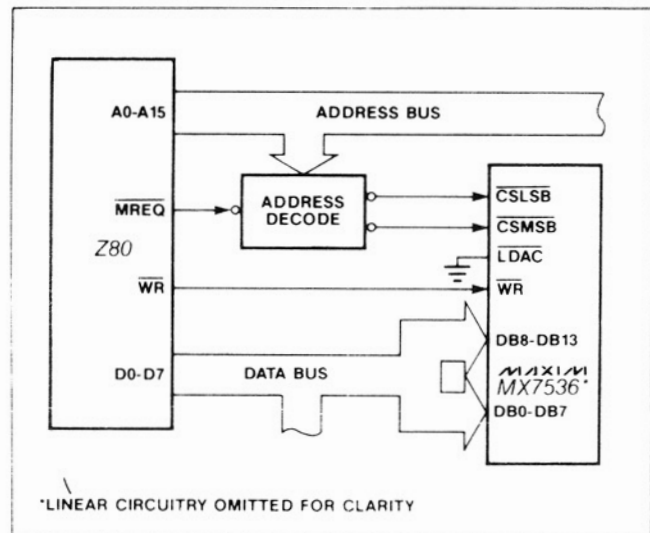 A0-A15
ADDRESS BUS
MREQ
ADDRESS
DECODE
CSLSB
CSMSB
Z80
LDAC
WR
WR
DB8-DB13
D0-D7
DATA BUS
MAXIM
MX7536*
DB0-DB7
*LINEAR CIRCUITRY OMITTED FOR CLARITY